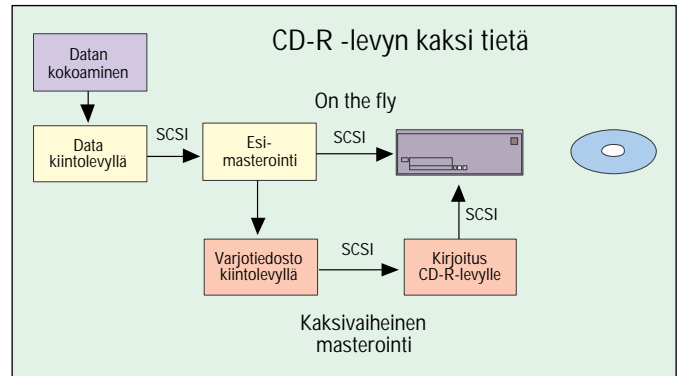 CD-R -levyn kaksi tietä
Datan
kokoaminen
On the fly
Data
kiintolevyllä
SCSI
Esi-
masterointi
SCSI
SCSI
Varjotiedosto
kiintolevyllä
SCSI
Kirjoitus
CD-R-levylle
Kaksivaiheinen
masterointi